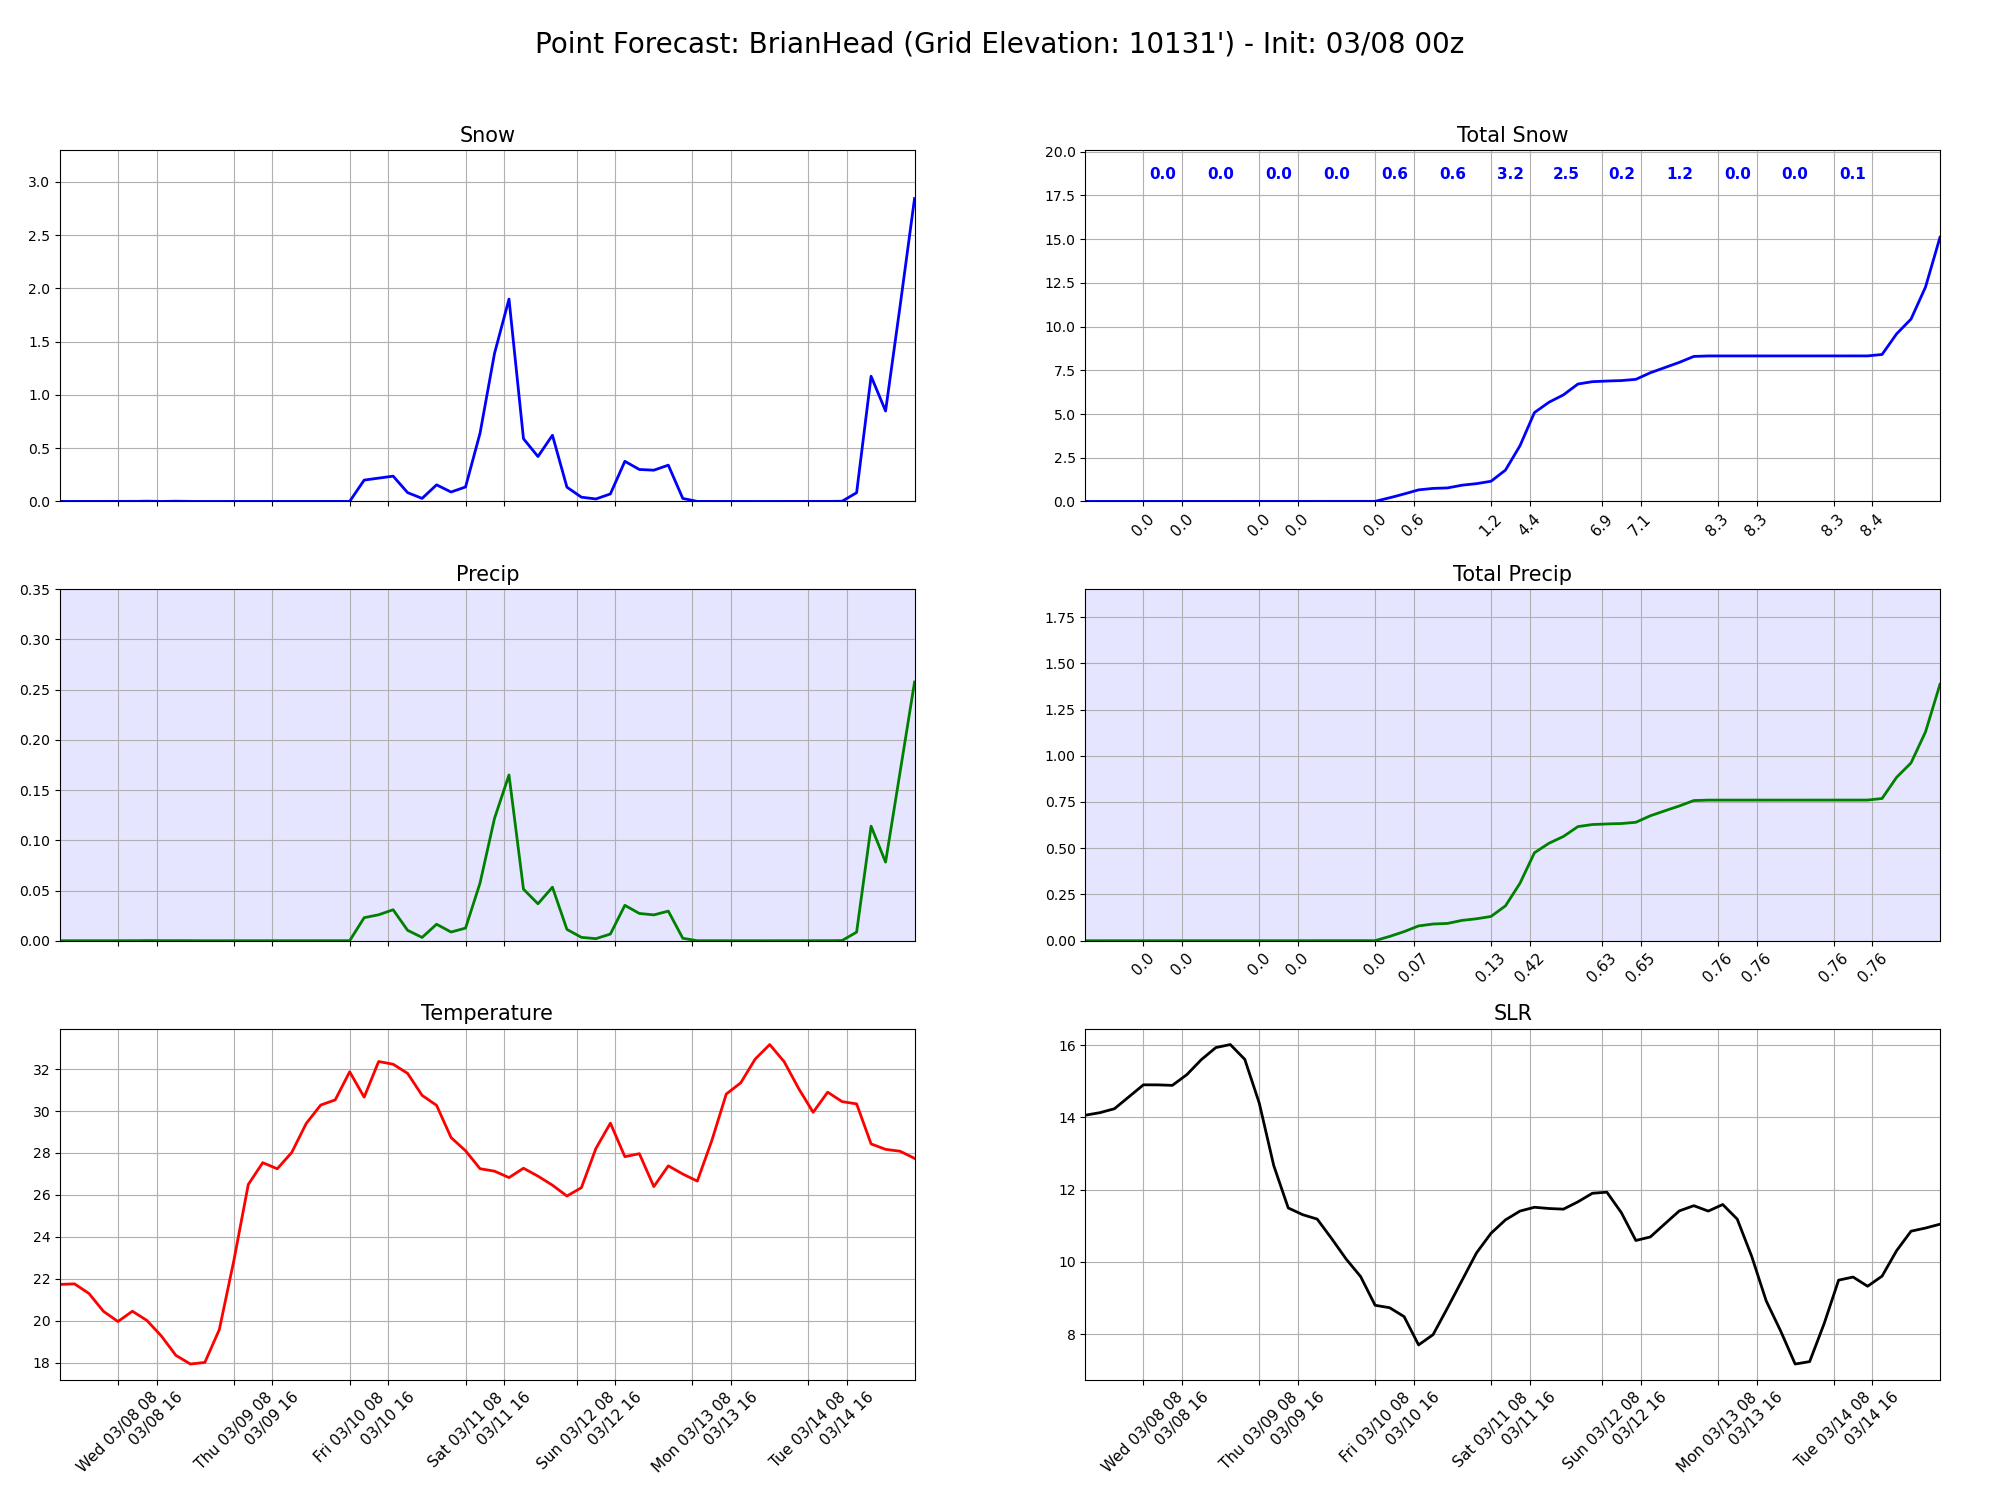 Point Forecast: BrianHead (Grid Elevation: 10131') - Init: 03/08 00z
Snow
3.0
2.5
2.0
1.5
1.0
0.5
0.0
Total Snow
20.0
17.5
15.0
12.5
10.0
7.5
5.0
2.5
0.0
0.0 0.0 0.0 0.0 0.6 0.6 3.2 2.5 0.2 1.2 0.0 0.0 0.1
0.0 0.0 0.0 0.0 0.0 0.6 1.2 4.4 6.9 7.1 8.3 8.3 8.3 8.4
Precip
0.35
0.30
0.25
0.20
0.15
0.10
0.05
0.00
Total Precip
1.75
1.50
1.25
1.00
0.75
0.50
0.25
0.00
0.0 0.0 0.0 0.0 0.0 0.07 0.13 0.42 0.63 0.65 0.76 0.76 0.76 0.76
Temperature
32
30
28
26
24
22
20
18
Wed 03/08 08
03/08 16
Thu 03/09 08
03/09 16
Fri 03/10 08
03/10 16
Sat 03/11 08
03/11 16
Sun 03/12 08
03/12 16
Mon 03/13 08
03/13 16
Tue 03/14 08
03/14 16
SLR
16
14
12
10
8
Wed 03/08 08
03/08 16
Thu 03/09 08
03/09 16
Fri 03/10 08
03/10 16
Sat 03/11 08
03/11 16
Sun 03/12 08
03/12 16
Mon 03/13 08
03/13 16
Tue 03/14 08
03/14 16